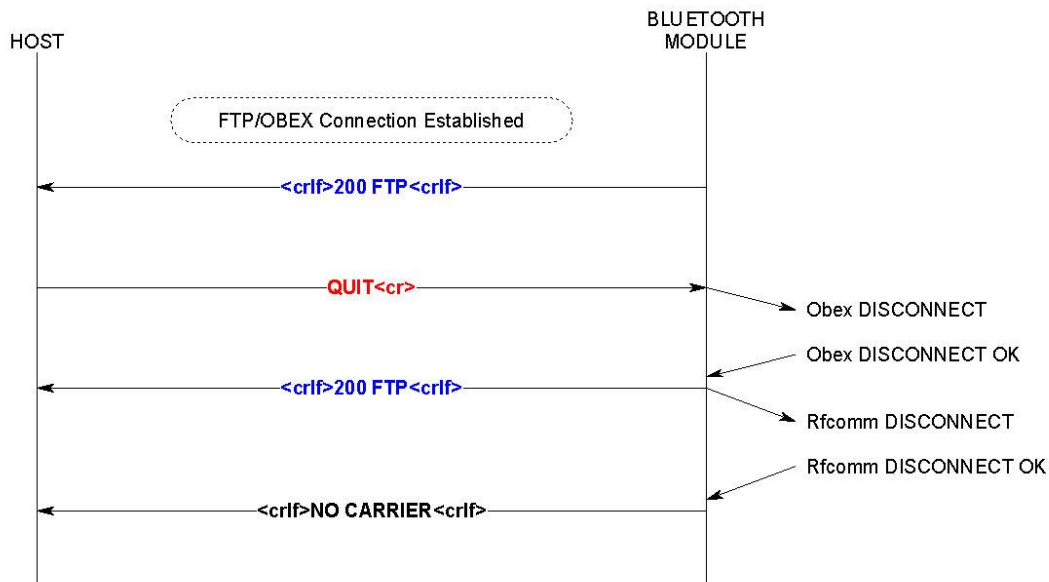 HOST
BLUETOOTH
MODULE
FTP/OBEX Connection Established
<crlf>200 FTP<crlf>
QUIT<cr>
Obex DISCONNECT
Obex DISCONNECT OK
<crlf>200 FTP<crlf>
Rfcomm DISCONNECT
Rfcomm DISCONNECT OK
<crlf>NO CARRIER<crlf>